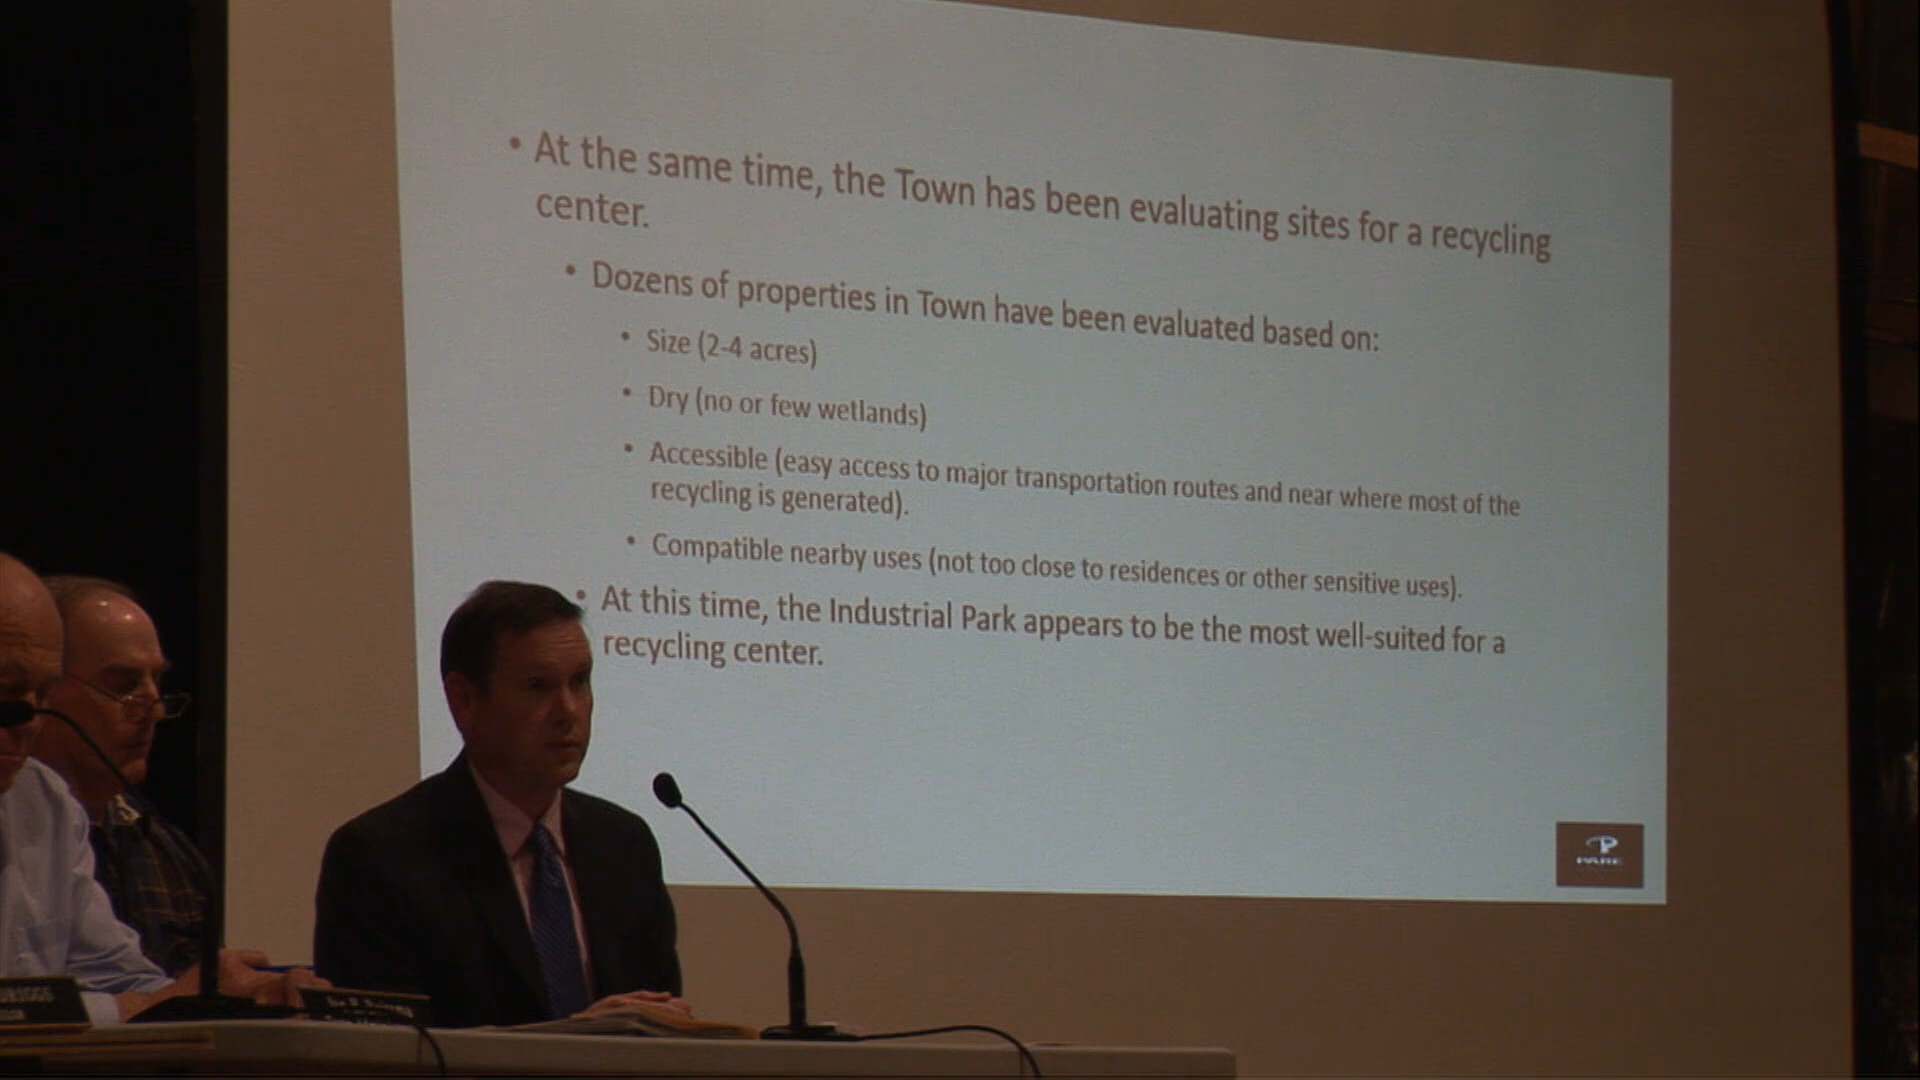 • At the same time, the Town has been evaluating sites for a recycling
center.
• Dozens of properties in Town have been evaluated based on:
• Size (2-4 acres)
• Dry (no or few wetlands)
• Accessible (easy access to major transportation routes and near where most of the
recycling is generated).
• Compatible nearby uses (not too close to residences or other sensitive uses).
• At this time, the Industrial Park appears to be the most well-suited for a
recycling center.
P
PARE